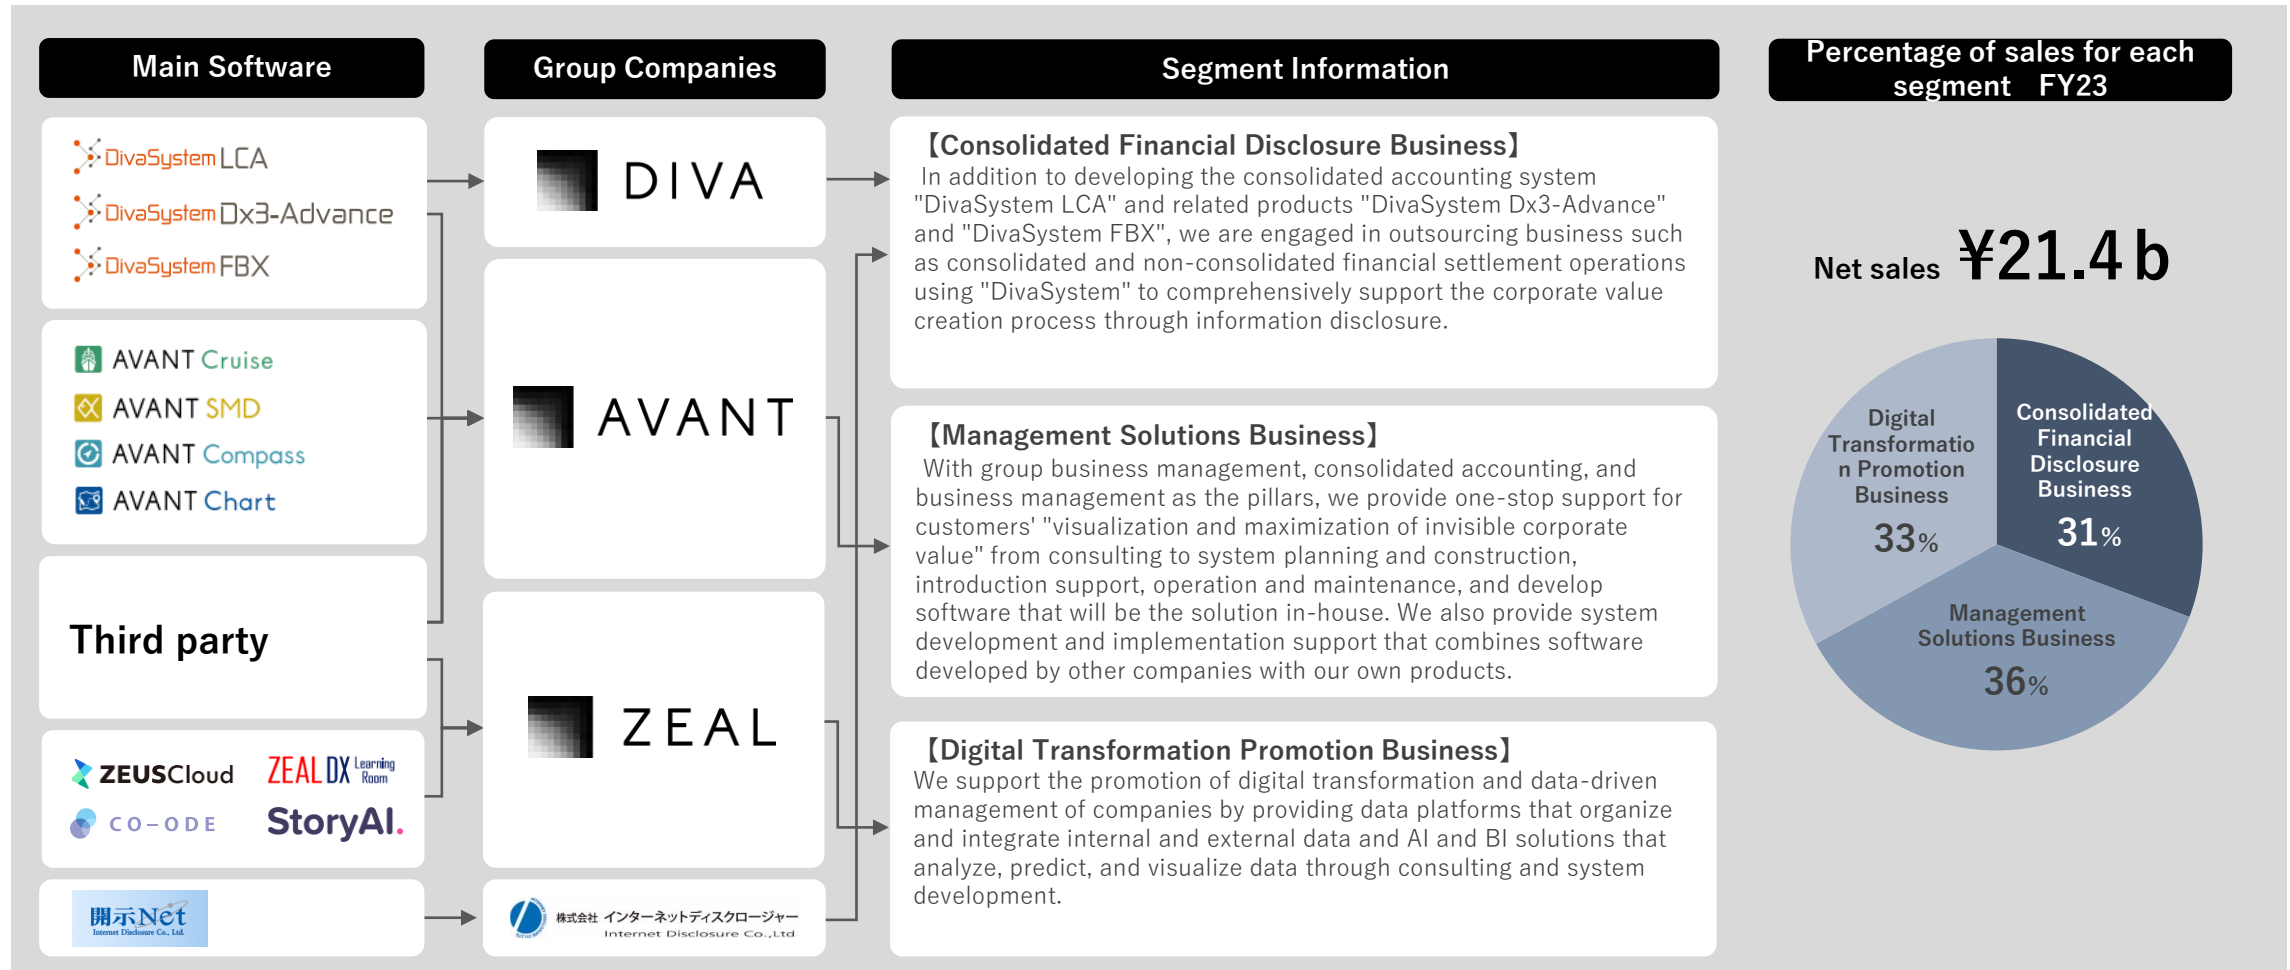 Main Software
DivaSystem LCA
DivaSystem Dx3-Advance
DivaSystem FBX
AVANT Cruise
AVANT SMD
AVANT Compass
AVANT Chart
Third party
ZEUSCloud
ZEAL DX Learning Room
CO-ODE
StoryAI.
開示Net
Internet Disclosure Co., Ltd.
Group Companies
DIVA
AVANT
ZEAL
株式会社 インターネットディスクロージャー
Internet Disclosure Co.,Ltd
Segment Information
【Consolidated Financial Disclosure Business】
In addition to developing the consolidated accounting system
"DivaSystem LCA" and related products "DivaSystem Dx3-Advance"
and "DivaSystem FBX", we are engaged in outsourcing business such
as consolidated and non-consolidated financial settlement operations
using "DivaSystem" to comprehensively support the corporate value
creation process through information disclosure.
【Management Solutions Business】
With group business management, consolidated accounting, and
business management as the pillars, we provide one-stop support for
customers' "visualization and maximization of invisible corporate
value" from consulting to system planning and construction,
introduction support, operation and maintenance, and develop
software that will be the solution in-house. We also provide system
development and implementation support that combines software
developed by other companies with our own products.
【Digital Transformation Promotion Business】
We support the promotion of digital transformation and data-driven
management of companies by providing data platforms that organize
and integrate internal and external data and AI and BI solutions that
analyze, predict, and visualize data through consulting and system
development.
Percentage of sales for each
segment FY23
Net sales ¥21.4 b
Digital
Transformatio
n Promotion
Business
33%
Consolidated
Financial
Disclosure
Business
31%
Management
Solutions Business
36%